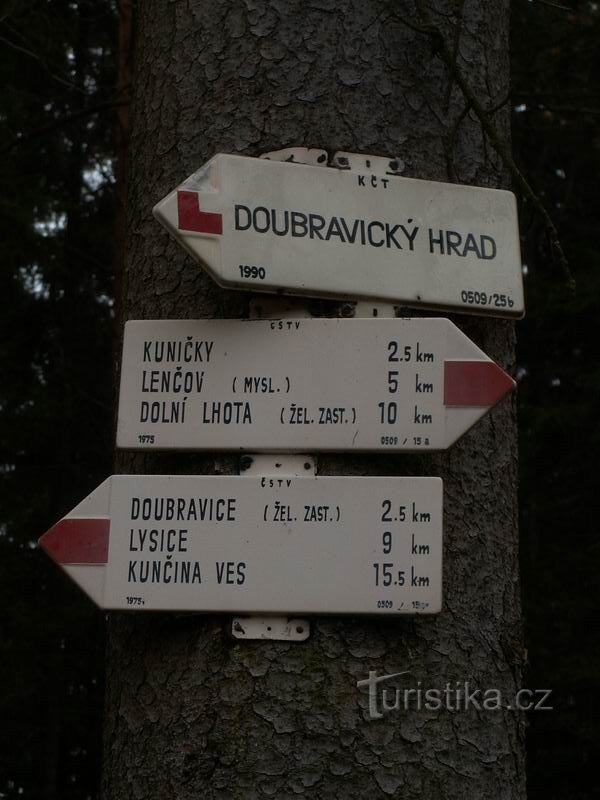 KČT
DOUBRAVICKÝ HRAD
1990 0509/25b
ČSTV
KUNIČKY 2.5 km
LENČOV (MYSL.) 5 km
DOLNÍ LHOTA (ŽEL. ZAST.) 10 km
1975 0509 / 15 a
ČSTV
DOUBRAVICE (ŽEL. ZAST.) 2.5 km
LYSICE 9 km
KUNČINA VES 15.5 km
1975 0509
Turistika.cz